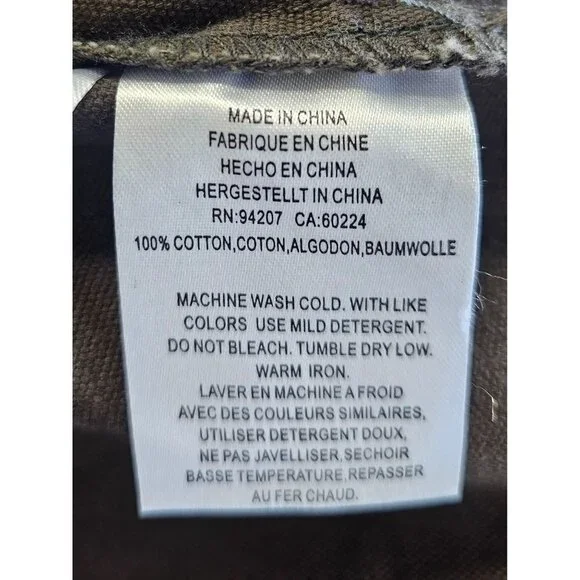 MADE IN CHINA
FABRIQUE EN CHINE
HECHO EN CHINA
HERGESTELLT IN CHINA
RN:94207 CA:60224
100% COTTON,COTON,ALGODON,BAUMWOLLE
MACHINE WASH COLD. WITH LIKE
COLORS USE MILD DETERGENT.
DO NOT BLEACH. TUMBLE DRY LOW.
WARM IRON.
LAVER EN MACHINE A FROID
AVEC DES COULEURS SIMILAIRES,
UTILISER DETERGENT DOUX,
NE PAS JAVELLISER,SECHOIR
BASSE TEMPERATURE,REPASSER
AU FER CHAUD.